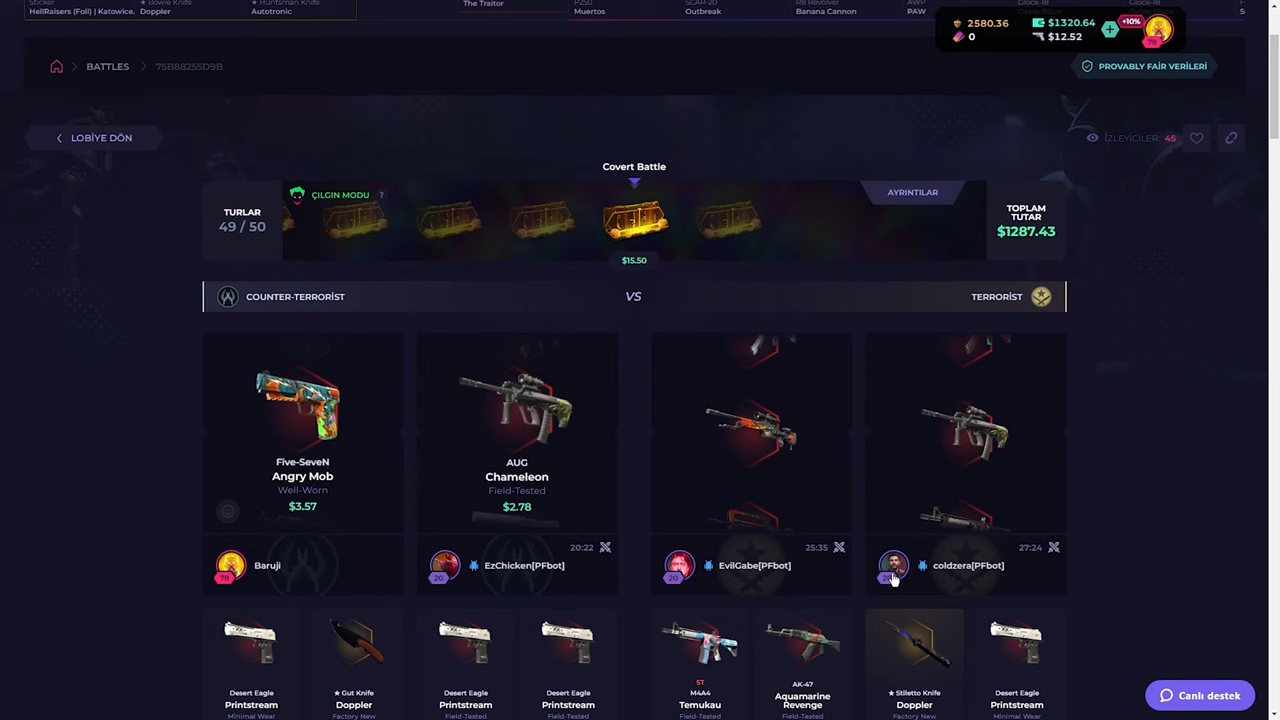 Sticker ★ Bowie Knife ★ Huntsman Knife P250 SCAR-20 R8 Revolver AWP Glock-18
HellRaisers (Foil) | Katowice. Doppler Autotronic The Traitor Muertos Outbreak Banana Cannon PAW
2580.36 $1320.64 +10%
0 $12.52 78
BATTLES 75B88255D9B
PROVABLY FAIR VERİLERİ
LOBİYE DÖN
İZLEYİCİLER: 45
Covert Battle
ÇILGIN MODU ?
AYRINTILAR
TURLAR
49 / 50
TOPLAM
TUTAR
$1287.43
$15.50
COUNTER-TERRORIST VS TERRORIST
Five-SeveN
Angry Mob
Well-Worn
$3.57
AUG
Chameleon
Field-Tested
$2.78
78 Baruji
20:22
20 EzChicken[PFbot]
25:35
20 EvilGabe[PFbot]
27:24
coldzera[PFbot]
Desert Eagle
Printstream
Minimal Wear
★ Gut Knife
Doppler
Factory New
Desert Eagle
Printstream
Field-Tested
Desert Eagle
Printstream
Field-Tested
ST
M4A4
Temukau
Field-Tested
AK-47
Aquamarine
Revenge
★ Stiletto Knife
Doppler
Factory New
Desert Eagle
Printstream
Field-Tested
Canlı destek